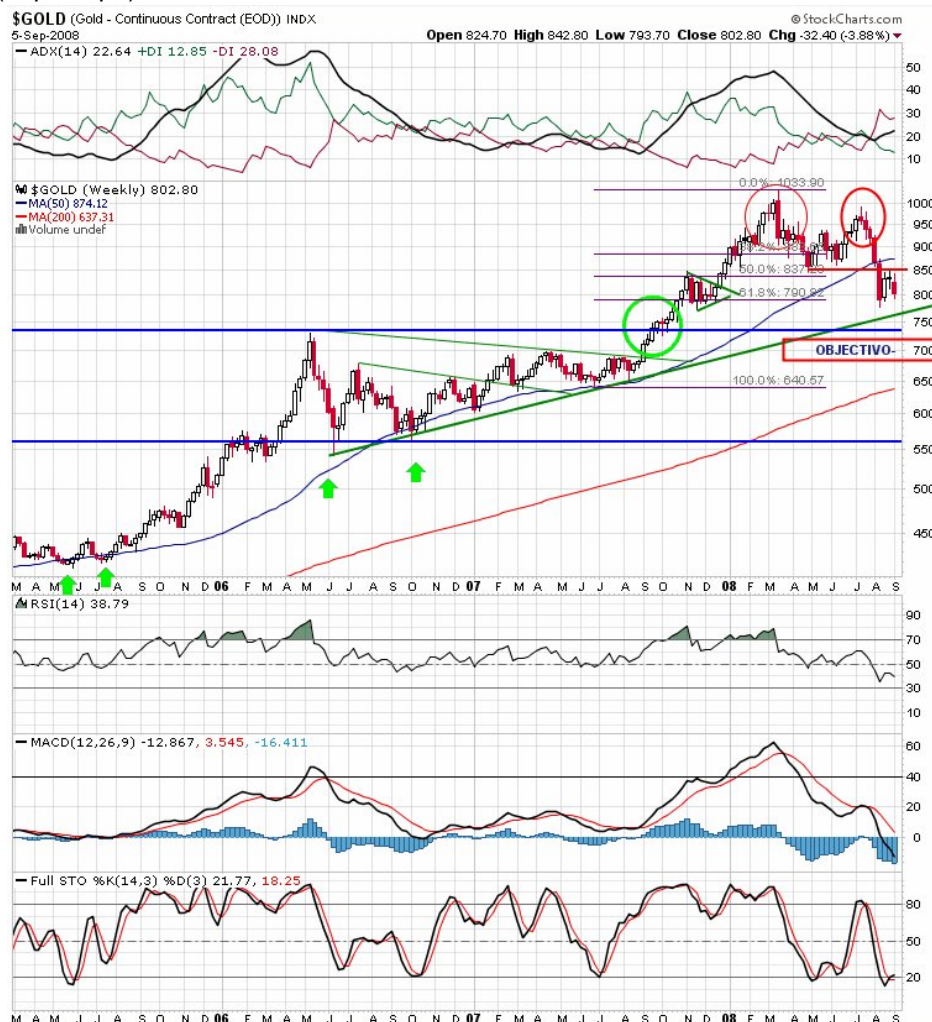 $GOLD (Gold - Continuous Contract (EOD)) INDX © StockCharts.com
5-Sep-2008 Open 824.70 High 842.80 Low 793.70 Close 802.80 Chg -32.40 (-3.88%)
ADX(14) 22.64 +DI 12.85 -DI 28.08
50
40
30
20
10
$GOLD (Weekly) 802.80
MA(50) 874.12
MA(200) 637.31
Volume undef
0.0%: 1033.90
50.0%: 837.23
61.8%: 790.82
100.0%: 640.57
OBJECTIVO-
1000
950
900
850
800
750
700
650
600
550
500
450
M A M J J A S O N D 06 F M A M J J A S O N D 07 F M A M J J A S O N D 08 F M A M J J A S
RSI(14) 38.79
90
70
50
30
10
MACD(12,26,9) -12.867, 3.545, -16.411
60
40
20
0
Full STO %K(14,3) %D(3) 21.77, 18.25
80
50
20
M A M J J A S O N D 06 F M A M J J A S O N D 07 F M A M J J A S O N D 08 F M A M J J A S